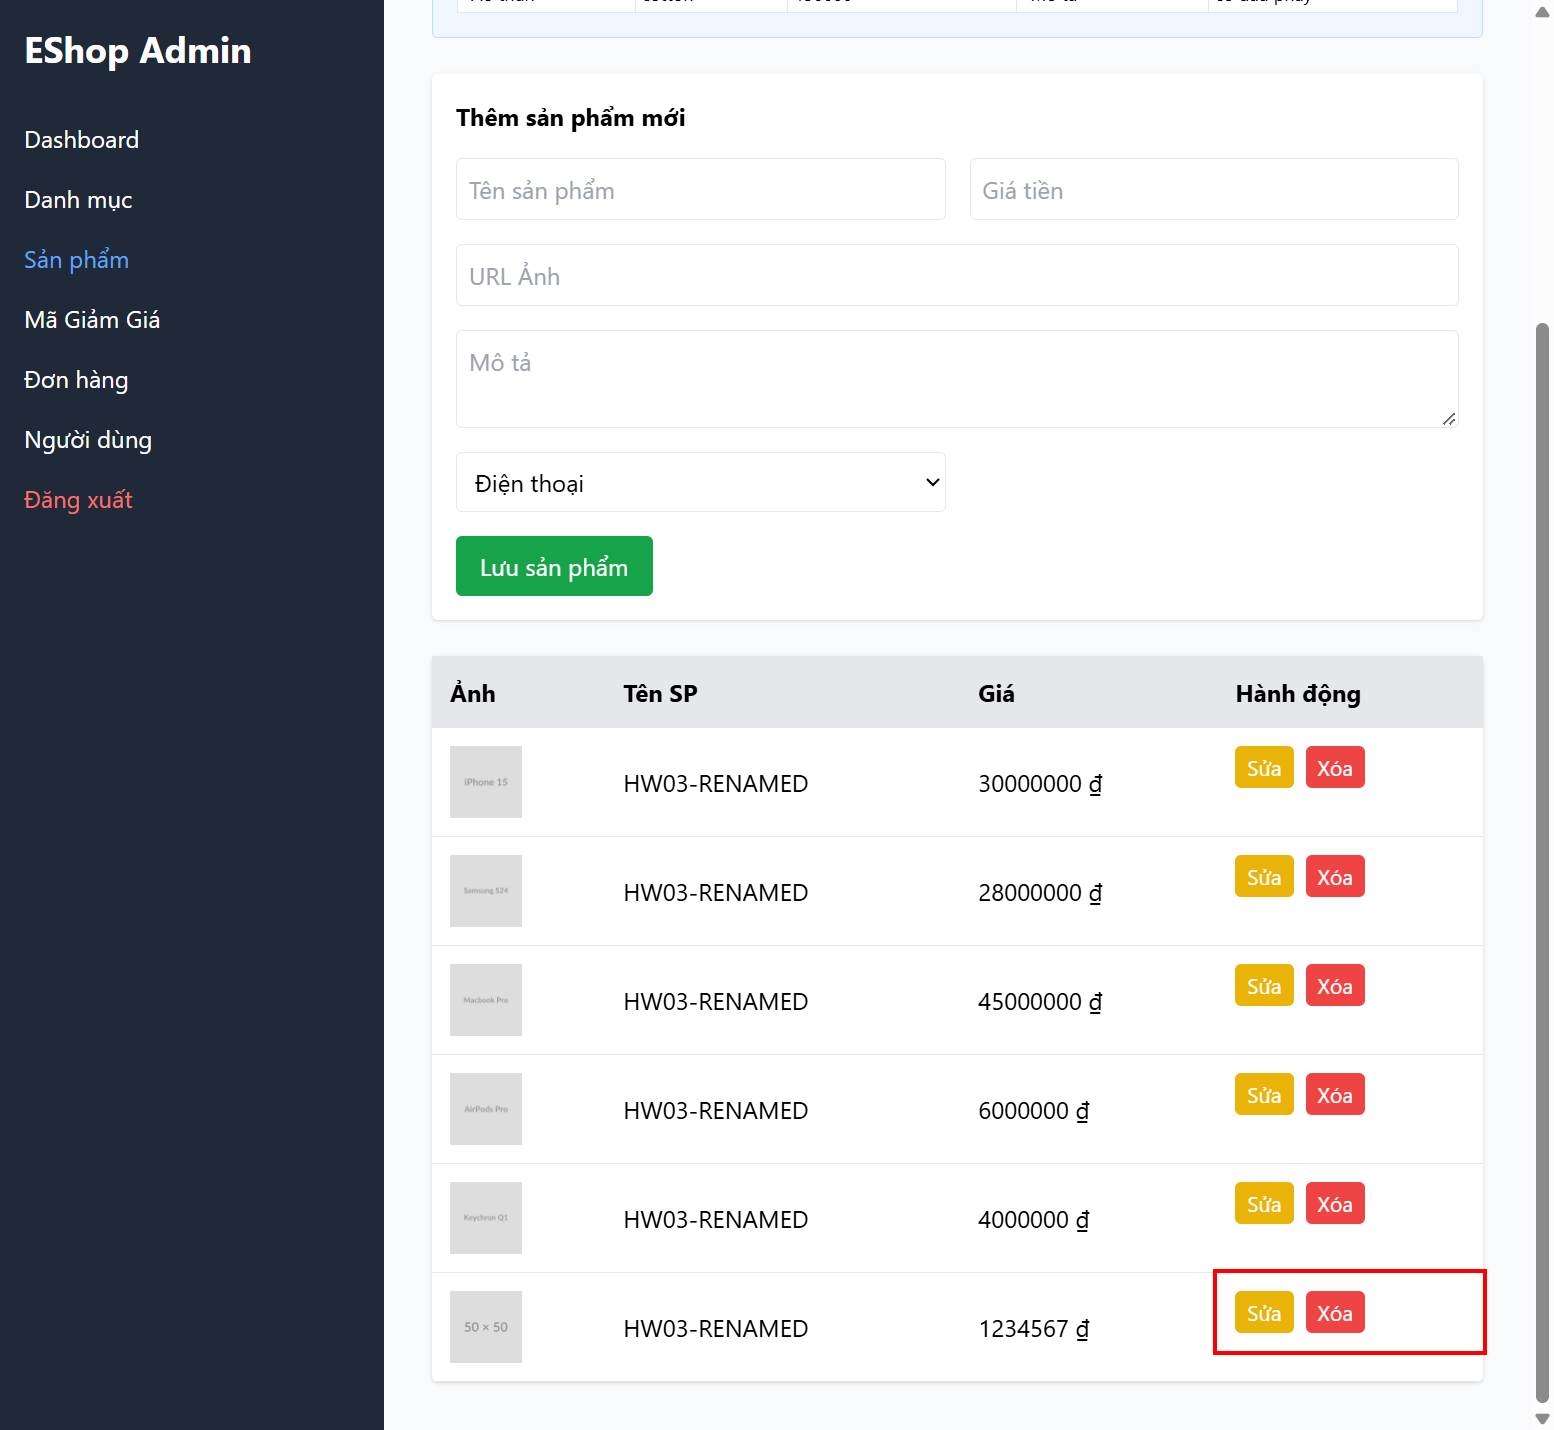 EShop Admin
Dashboard
Danh mục
Sản phẩm
Mã Giảm Giá
Đơn hàng
Người dùng
Đăng xuất
Thêm sản phẩm mới
Tên sản phẩm
Giá tiền
URL Ảnh
Mô tả
Điện thoại
Lưu sản phẩm
Ảnh Tên SP Giá Hành động
iPhone 15 HW03-RENAMED 30000000 ₫ Sửa Xóa
Samsung S24 HW03-RENAMED 28000000 ₫ Sửa Xóa
Macbook Pro HW03-RENAMED 45000000 ₫ Sửa Xóa
AirPods Pro HW03-RENAMED 6000000 ₫ Sửa Xóa
Keychron Q1 HW03-RENAMED 4000000 ₫ Sửa Xóa
50 × 50 HW03-RENAMED 1234567 ₫ Sửa Xóa